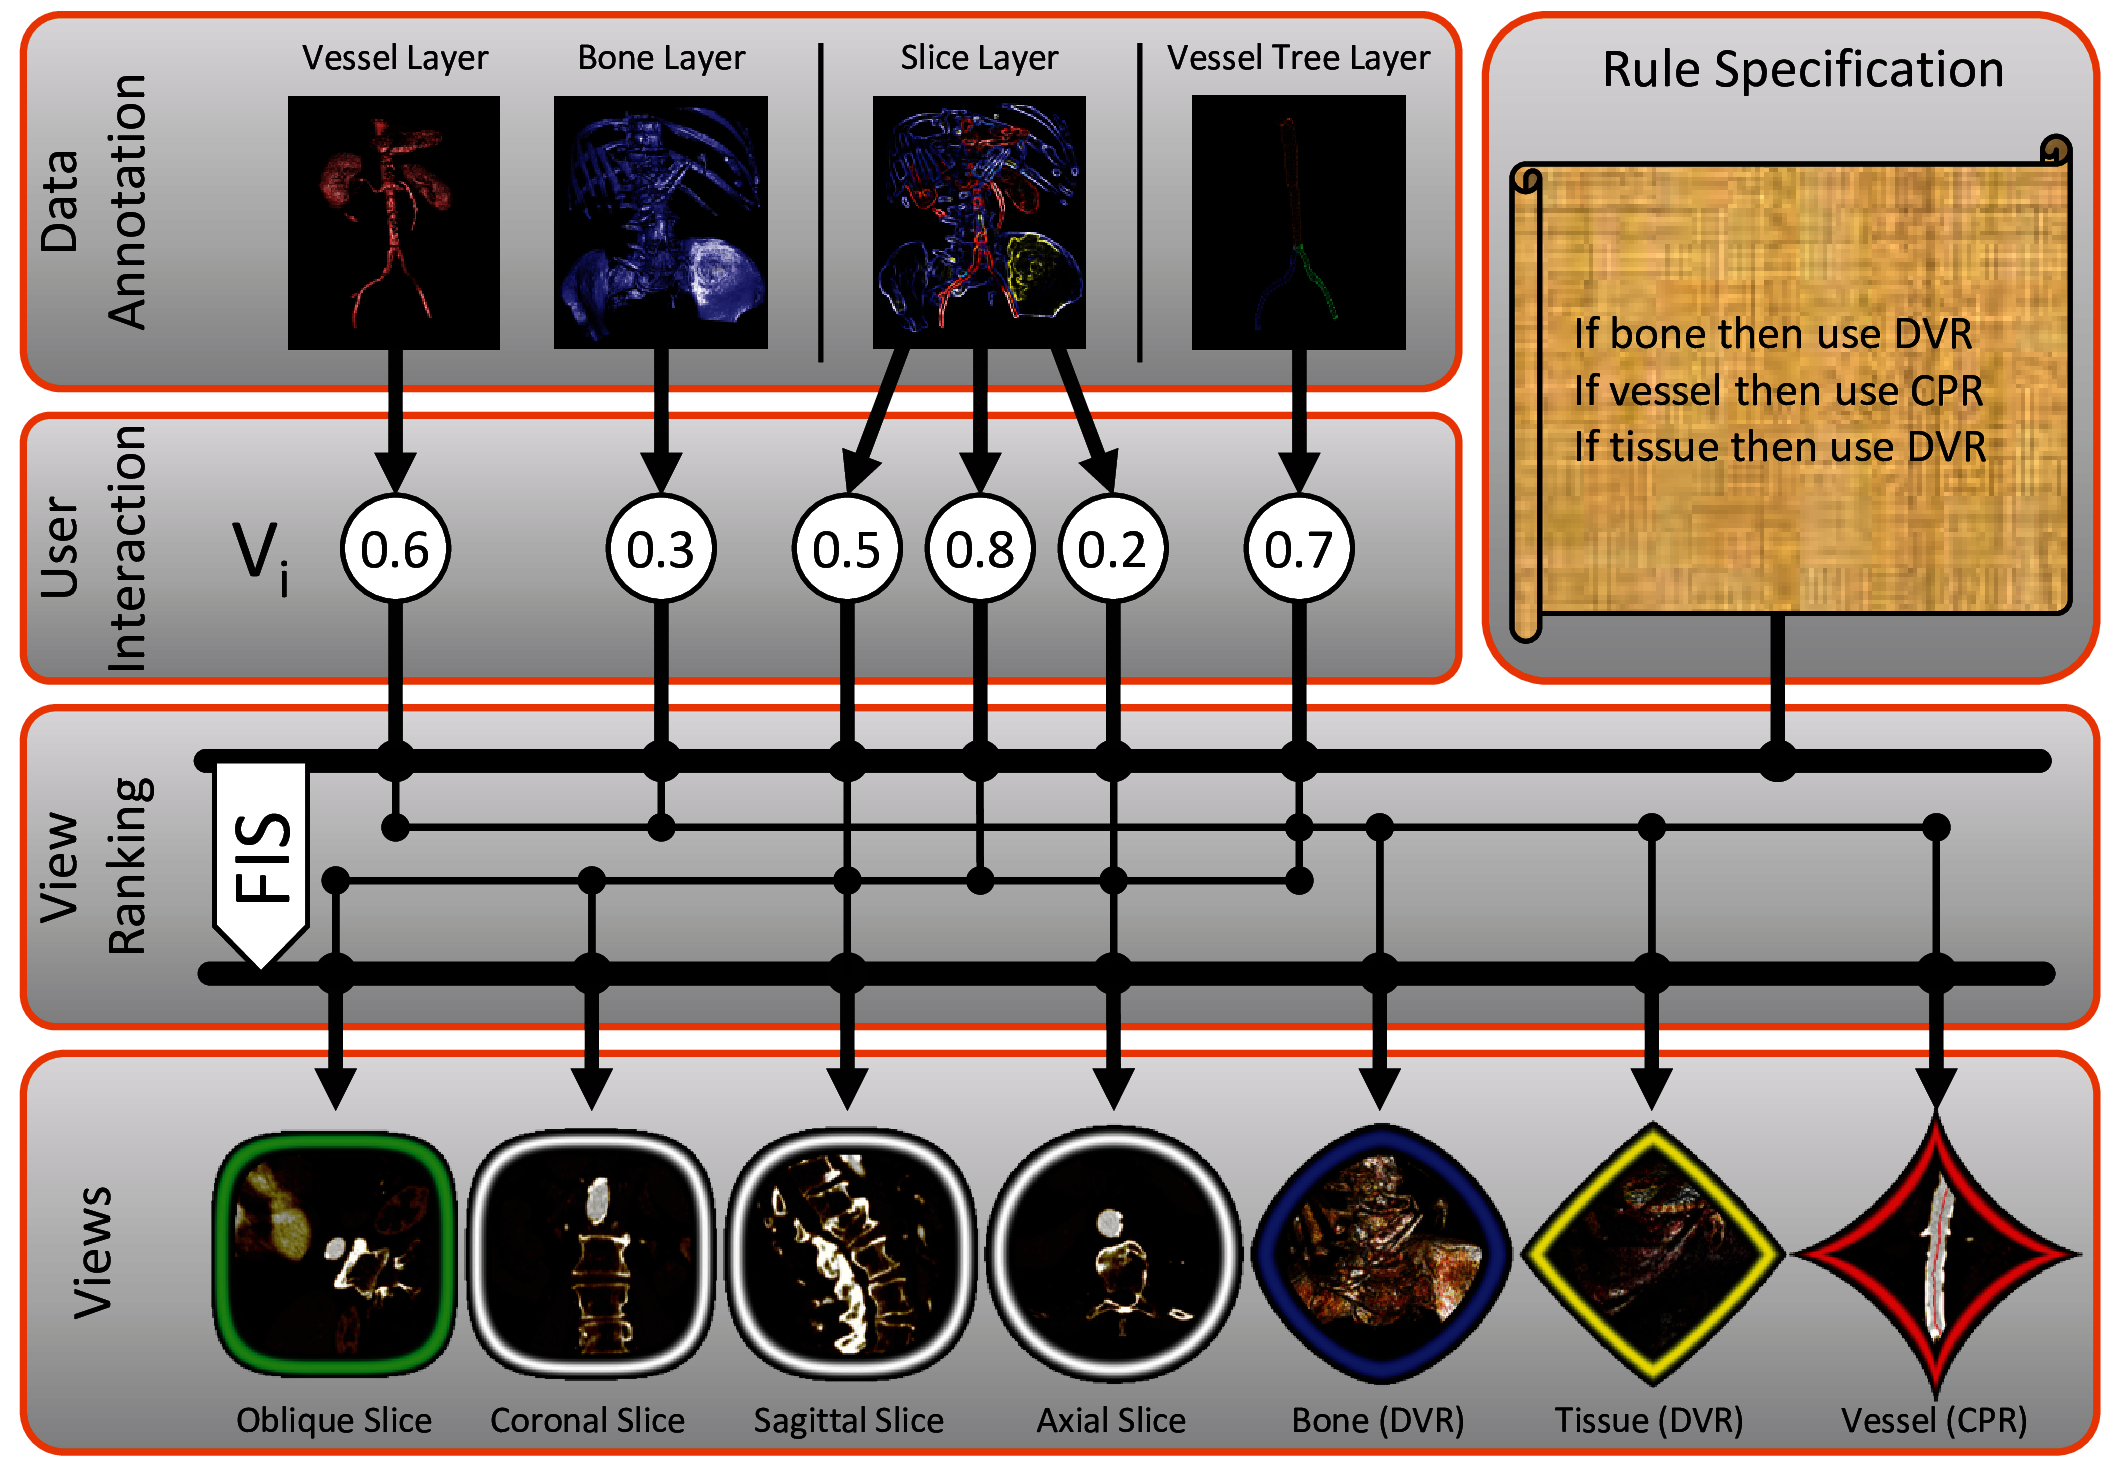 Data
Annotation
Vessel Layer
Bone Layer
Slice Layer
Vessel Tree Layer
Rule Specification
If bone then use DVR
If vessel then use CPR
If tissue then use DVR
User
Interaction
Vi
0.6
0.3
0.5
0.8
0.2
0.7
View
Ranking
FIS
Views
Oblique Slice
Coronal Slice
Sagittal Slice
Axial Slice
Bone (DVR)
Tissue (DVR)
Vessel (CPR)